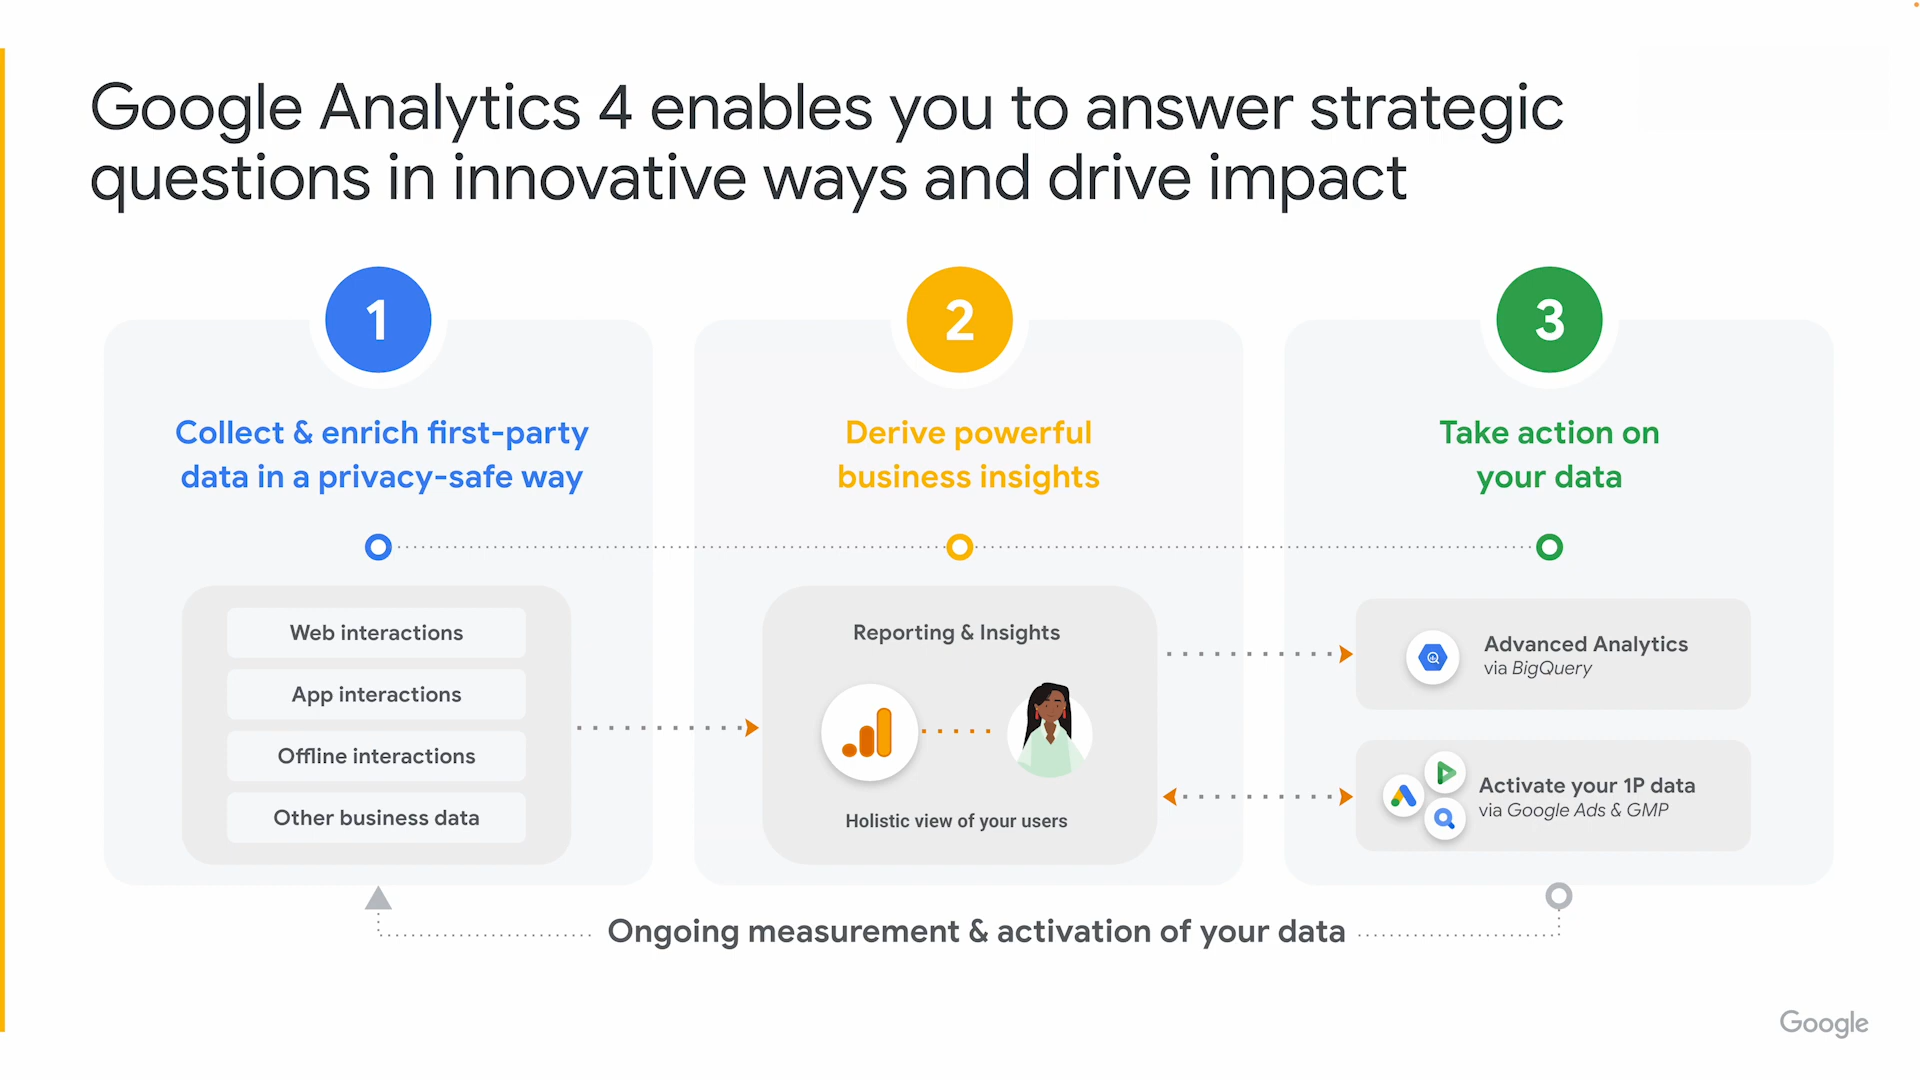 Google Analytics 4 enables you to answer strategic
questions in innovative ways and drive impact
1
Collect & enrich first-party
data in a privacy-safe way
Web interactions
App interactions
Offline interactions
Other business data
2
Derive powerful
business insights
Reporting & Insights
Holistic view of your users
3
Take action on
your data
Advanced Analytics
via BigQuery
Activate your 1P data
via Google Ads & GMP
Ongoing measurement & activation of your data
Google